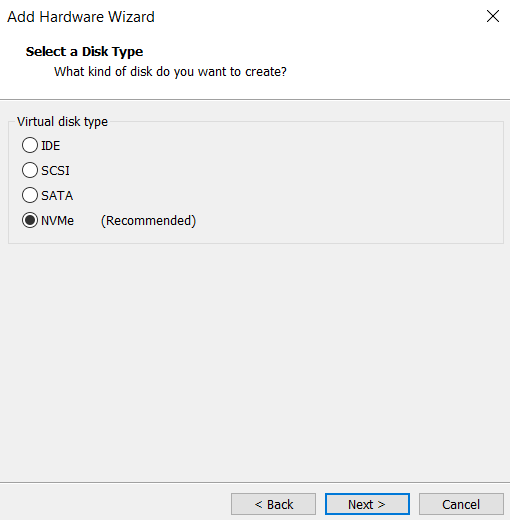 Add Hardware Wizard
Select a Disk Type
What kind of disk do you want to create?
Virtual disk type
IDE
SCSI
SATA
NVMe (Recommended)
< Back Next > Cancel